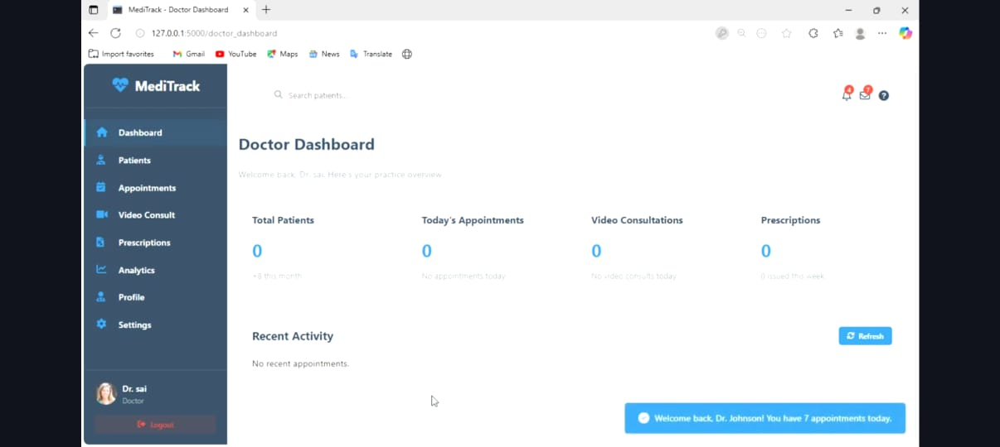 MediTrack - Doctor Dashboard
127.0.0.1:5000/doctor_dashboard
Import favorites Gmail YouTube Maps News Translate
MediTrack
Search patients...
4
7
Dashboard
Patients
Appointments
Video Consult
Prescriptions
Analytics
Profile
Settings
Dr. sai
Doctor
Logout
Doctor Dashboard
Welcome back, Dr. sai. Here's your practice overview
Total Patients
0
+8 this month
Today's Appointments
0
No appointments today
Video Consultations
0
No video consults today
Prescriptions
0
0 issued this week
Recent Activity
Refresh
No recent appointments.
Welcome back, Dr. Johnson! You have 7 appointments today.